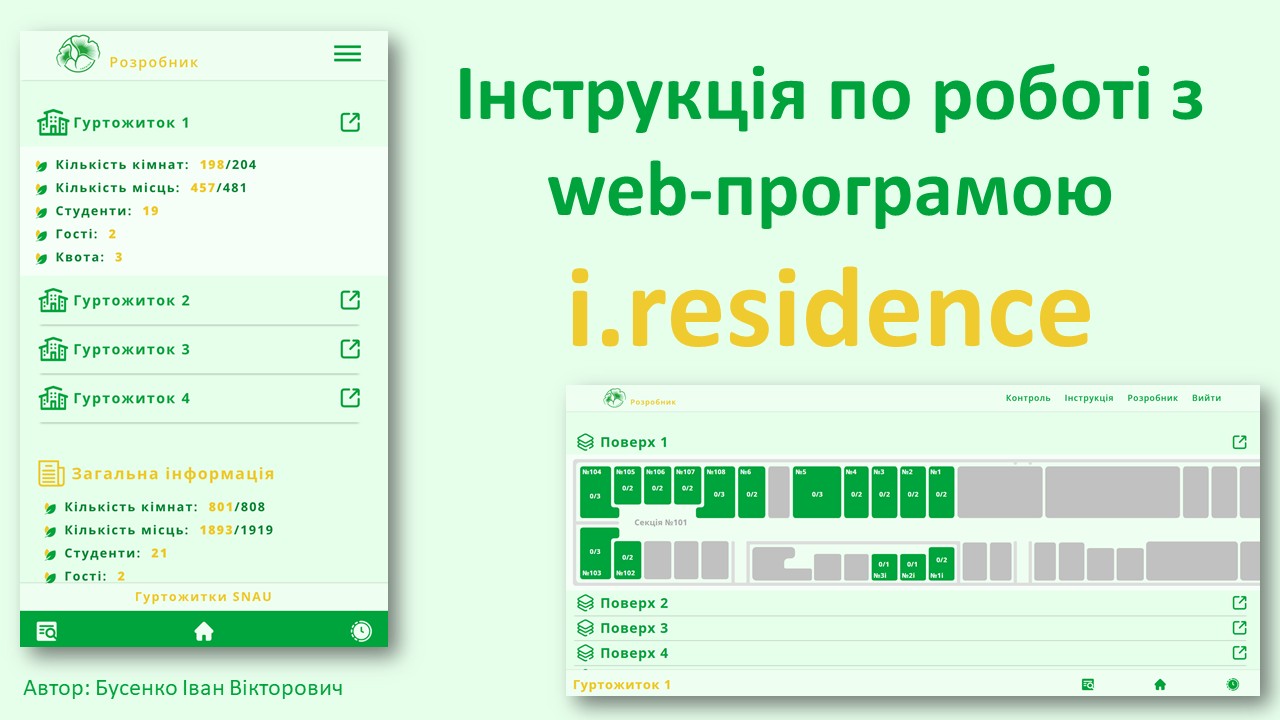 Розробник
Гуртожиток 1
Кількість кімнат: 198/204
Кількість місць: 457/481
Студенти: 19
Гості: 2
Квота: 3
Гуртожиток 2
Гуртожиток 3
Гуртожиток 4
Загальна інформація
Кількість кімнат: 801/808
Кількість місць: 1893/1919
Студенти: 21
Гості: 2
Гуртожитки SNAU
Автор: Бусенко Іван Вікторович
Інструкція по роботі з
web-програмою
i.residence
Розробник
Контроль Інструкція Розробник Вийти
Поверх 1
№104 №105 №106 №107 №108 №6 №5 №4 №3 №2 №1
0/3 0/2 0/2 0/2 0/3 0/2 0/3 0/2 0/2 0/2 0/2
Секція №101
0/3 0/2 0/1 0/1 0/2
№103 №102 №3і №2і №1і
Поверх 2
Поверх 3
Поверх 4
Гуртожиток 1